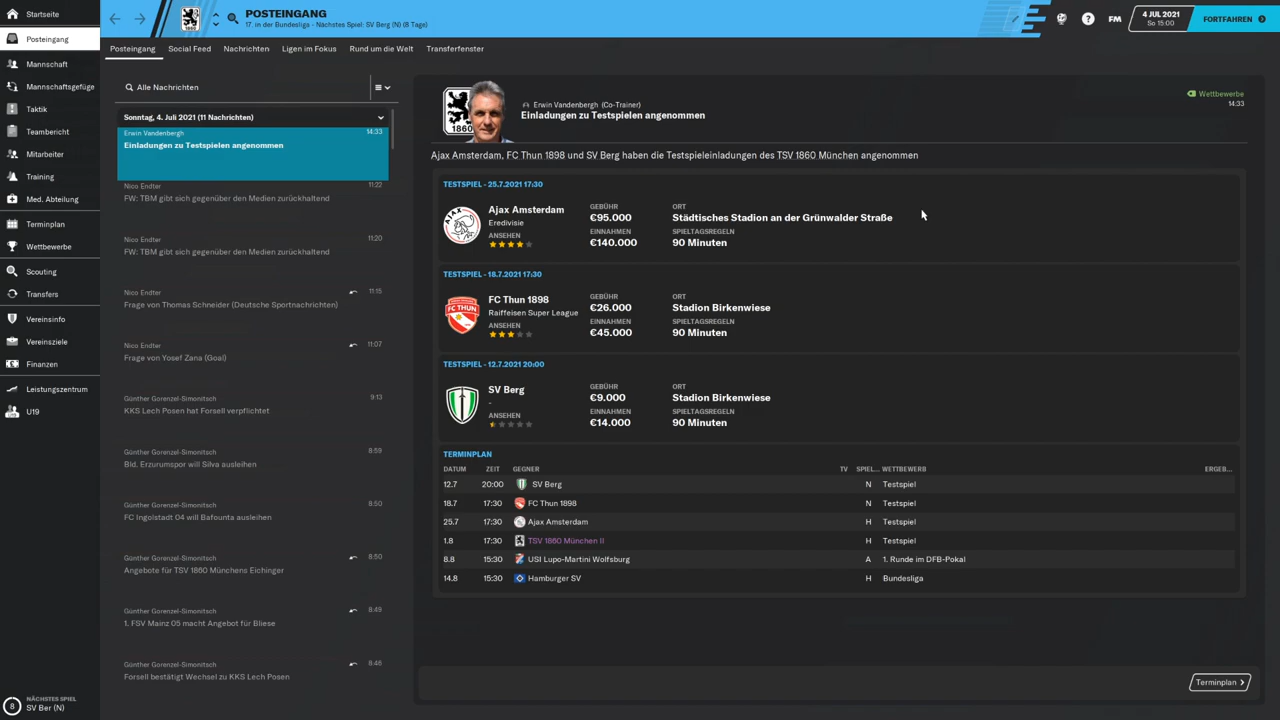 Startseite
Posteingang
Mannschaft
Mannschaftsgefüge
Taktik
Teambericht
Mitarbeiter
Training
Med. Abteilung
Terminplan
Wettbewerbe
Scouting
Transfers
Vereinsinfo
Vereinsziele
Finanzen
Leistungszentrum
U19
8
NÄCHSTES SPIEL
SV Ber (N)
1860
POSTEINGANG
17. in der Bundesliga - Nächstes Spiel: SV Berg (N) (8 Tage)
?
FM
4 JUL 2021
So 15:00
FORTFAHREN
Posteingang
Social Feed
Nachrichten
Ligen im Fokus
Rund um die Welt
Transferfenster
Alle Nachrichten
Sonntag, 4. Juli 2021 (11 Nachrichten)
Erwin Vandenbergh 14:33
Einladungen zu Testspielen angenommen
Nico Endter 11:22
FW: TBM gibt sich gegenüber den Medien zurückhaltend
Nico Endter 11:20
FW: TBM gibt sich gegenüber den Medien zurückhaltend
Nico Endter 11:15
Frage von Thomas Schneider (Deutsche Sportnachrichten)
Nico Endter 11:07
Frage von Yosef Zana (Goal)
Günther Gorenzel-Simonitsch 9:13
KKS Lech Posen hat Forsell verpflichtet
Günther Gorenzel-Simonitsch 8:59
Bld. Erzurumspor will Silva ausleihen
Günther Gorenzel-Simonitsch 8:50
FC Ingolstadt 04 will Bafounta ausleihen
Günther Gorenzel-Simonitsch 8:50
Angebote für TSV 1860 Münchens Eichinger
Günther Gorenzel-Simonitsch 8:49
1. FSV Mainz 05 macht Angebot für Bliese
Günther Gorenzel-Simonitsch 8:46
Forsell bestätigt Wechsel zu KKS Lech Posen
1860
Erwin Vandenbergh (Co-Trainer)
Einladungen zu Testspielen angenommen
Wettbewerbe
14:33
Ajax Amsterdam, FC Thun 1898 und SV Berg haben die Testspieleinladungen des TSV 1860 München angenommen
TESTSPIEL - 25.7.2021 17:30
AJAX
Ajax Amsterdam
Eredivisie
ANSEHEN
GEBÜHR
€95.000
EINNAHMEN
€140.000
ORT
Städtisches Stadion an der Grünwalder Straße
SPIELTAGSREGELN
90 Minuten
TESTSPIEL - 18.7.2021 17:30
FC THUN
FC Thun 1898
Raiffeisen Super League
ANSEHEN
GEBÜHR
€26.000
EINNAHMEN
€45.000
ORT
Stadion Birkenwiese
SPIELTAGSREGELN
90 Minuten
TESTSPIEL - 12.7.2021 20:00
SV Berg
-
ANSEHEN
GEBÜHR
€9.000
EINNAHMEN
€14.000
ORT
Stadion Birkenwiese
SPIELTAGSREGELN
90 Minuten
TERMINPLAN
DATUM ZEIT GEGNER TV SPIEL... WETTBEWERB ERGEB...
12.7 20:00 SV Berg N Testspiel
18.7 17:30 FC Thun 1898 N Testspiel
25.7 17:30 Ajax Amsterdam H Testspiel
1.8 17:30 TSV 1860 München II H Testspiel
8.8 15:30 USI Lupo-Martini Wolfsburg A 1. Runde im DFB-Pokal
14.8 15:30 Hamburger SV H Bundesliga
Terminplan